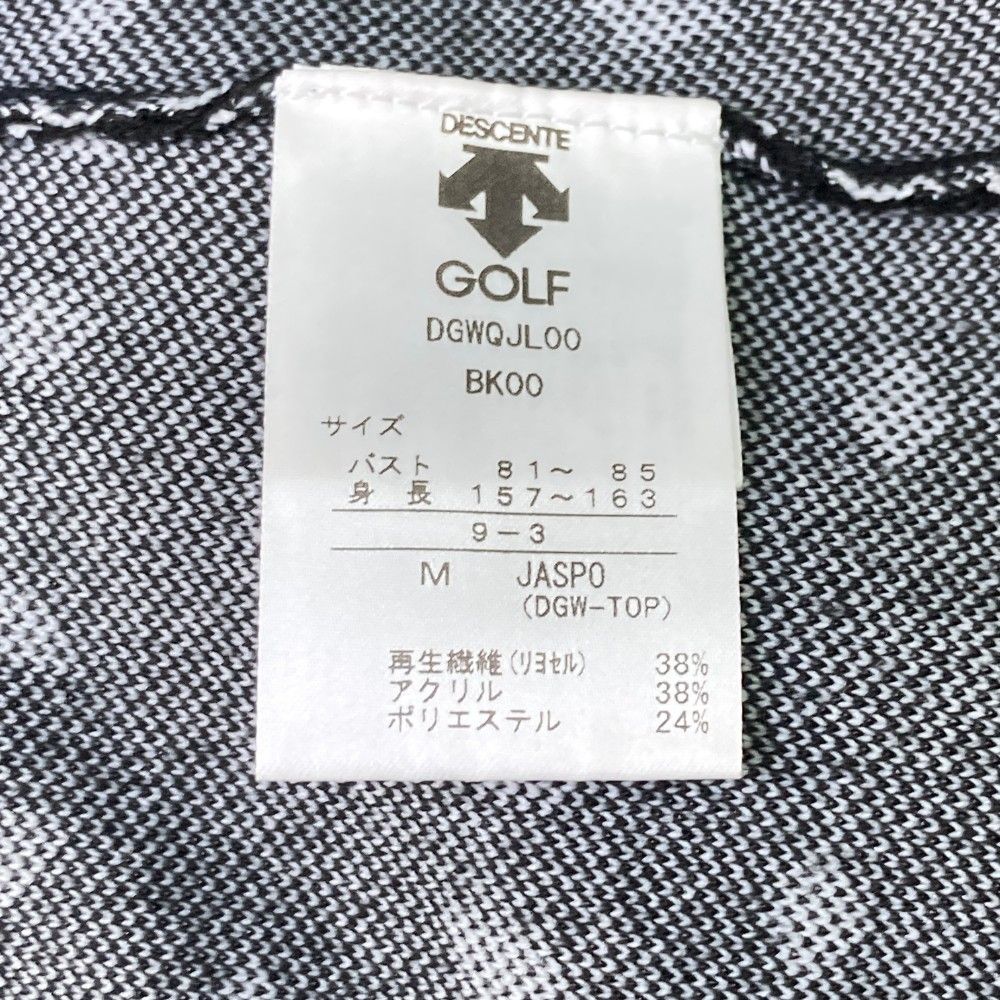 DESCENTE
GOLF
DGWQJL00
BK00
サイズ
バスト 81～ 85
身 長 157～163
9－3
M JASPO
(DGW-TOP)
再生繊維(リヨセル) 38%
アクリル 38%
ポリエステル 24%